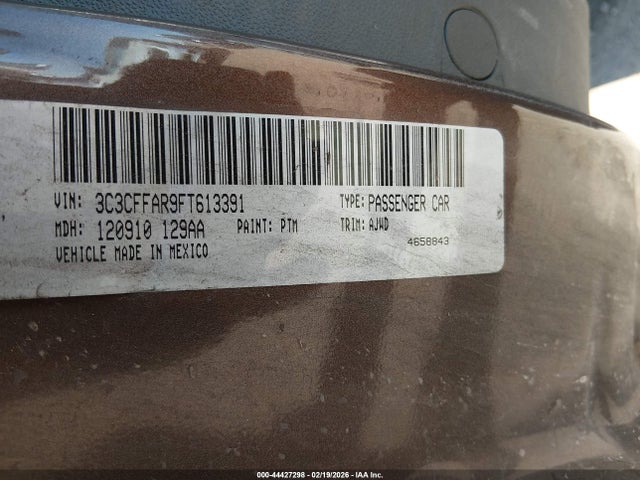 VIN: 3C3CFFAR9FT613391 TYPE: PASSENGER CAR
MDH: 120910 129AA PAINT: PTM TRIM: AJWD
VEHICLE MADE IN MEXICO 4658843
000-44427298 - 02/19/2026 - IAA Inc.